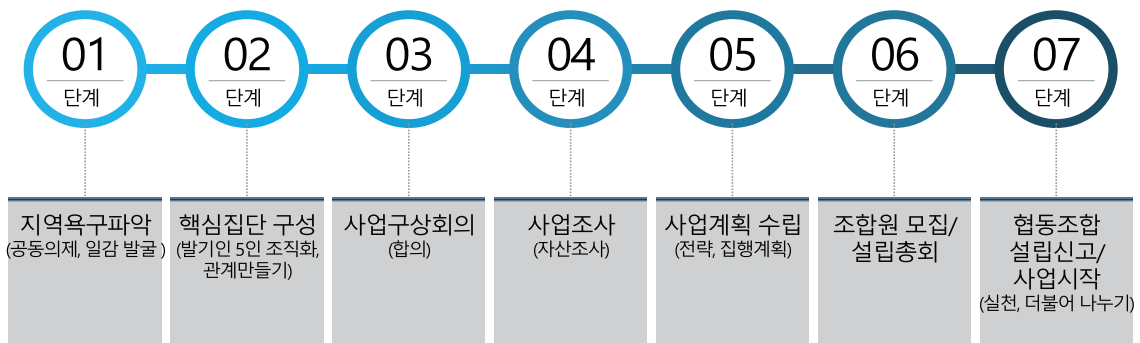 01
단계
02
단계
03
단계
04
단계
05
단계
06
단계
07
단계
지역욕구파악
(공동의제, 일감 발굴 )
핵심집단 구성
(발기인 5인 조직화,
관계만들기)
사업구상회의
(합의)
사업조사
(자산조사)
사업계획 수립
(전략, 집행계획)
조합원 모집/
설립총회
협동조합
설립신고/
사업시작
(실천, 더불어 나누기)